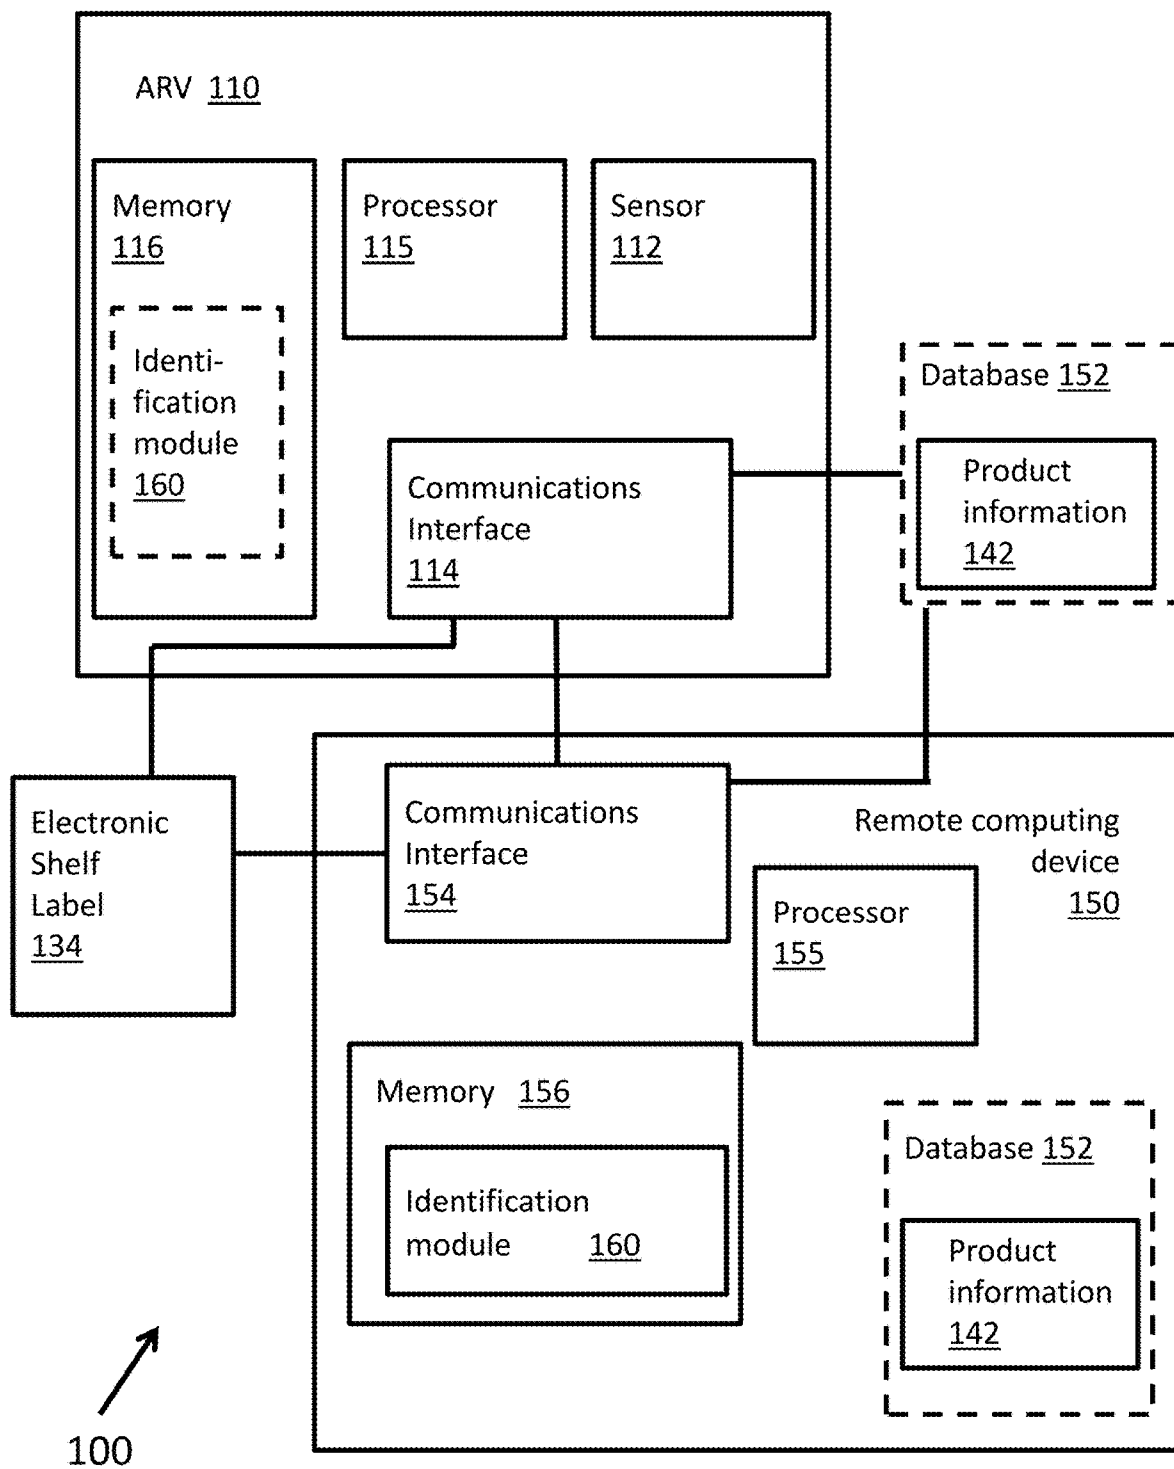 ARV 110
Memory
116
Identi-
fication
module
160
Processor
115
Sensor
112
Communications
Interface
114
Database 152
Product
information
142
Electronic
Shelf
Label
134
Communications
Interface
154
Remote computing
device
150
Processor
155
Memory 156
Identification
module 160
Database 152
Product
information
142
100